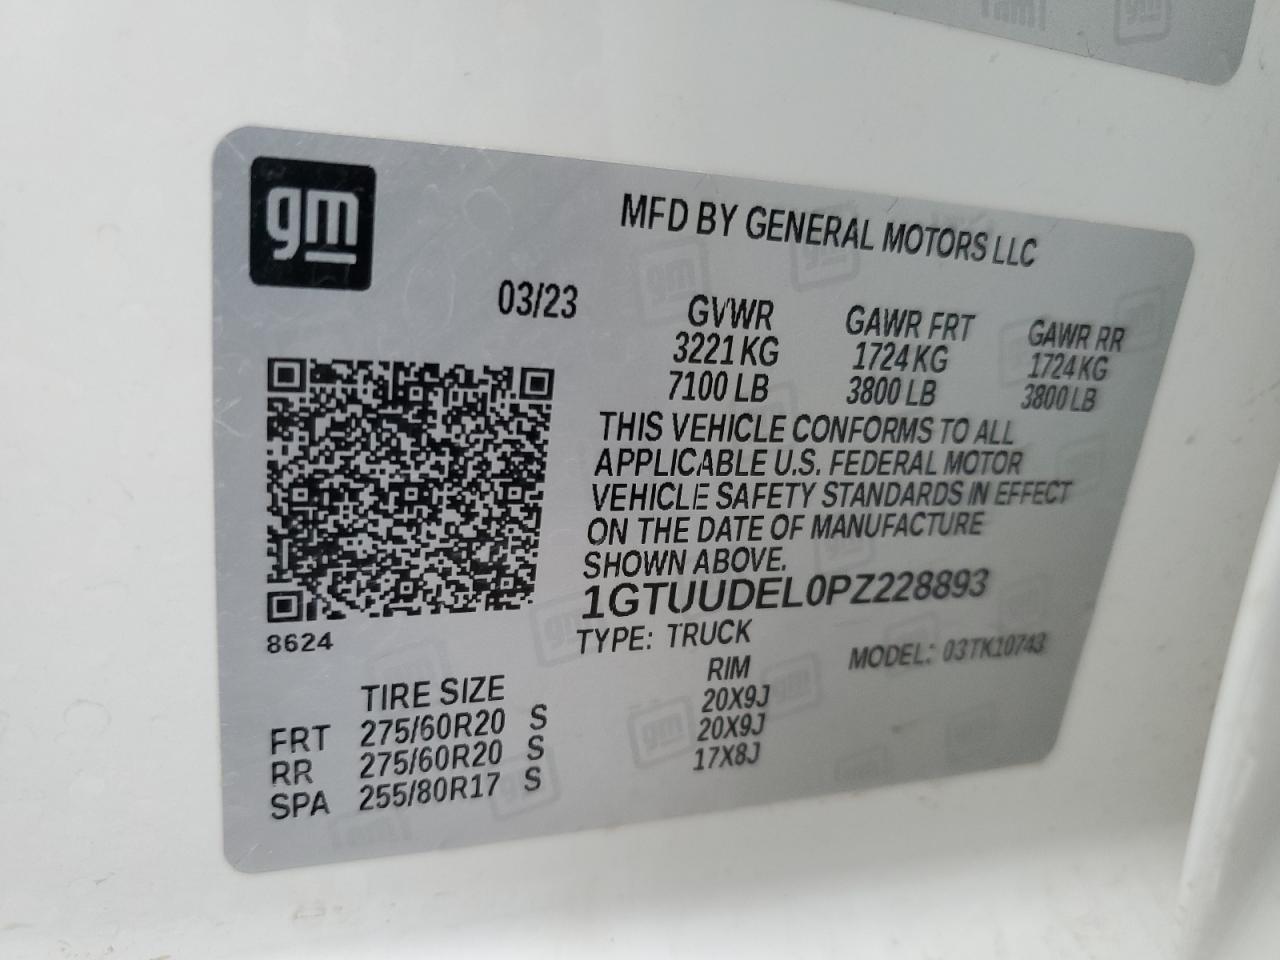 gm
MFD BY GENERAL MOTORS LLC
03/23
GVWR GAWR FRT GAWR RR
3221 KG 1724 KG 1724 KG
7100 LB 3800 LB 3800 LB
THIS VEHICLE CONFORMS TO ALL
APPLICABLE U.S. FEDERAL MOTOR
VEHICLE SAFETY STANDARDS IN EFFECT
ON THE DATE OF MANUFACTURE
SHOWN ABOVE.
1GTUUDEL0PZ228893
8624
TYPE: TRUCK MODEL: 03TK10743
TIRE SIZE RIM
FRT 275/60R20 S 20X9J
RR 275/60R20 S 20X9J
SPA 255/80R17 S 17X8J